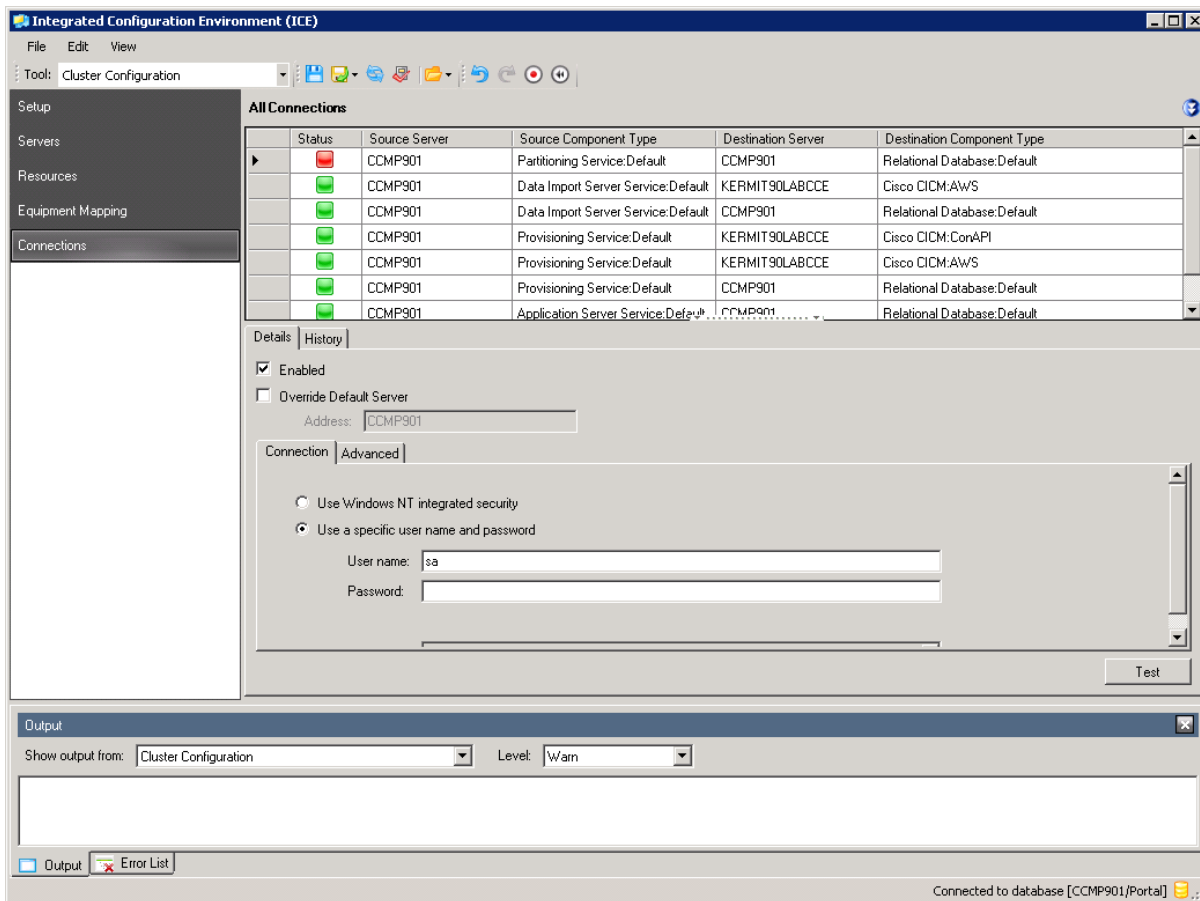 Integrated Configuration Environment (ICE)
File Edit View
Tool: Cluster Configuration
Setup
Servers
Resources
Equipment Mapping
Connections
All Connections
Status Source Server Source Component Type Destination Server Destination Component Type
CCMP901 Partitioning Service:Default CCMP901 Relational Database:Default
CCMP901 Data Import Server Service:Default KERMIT90LABCCE Cisco CICM:AWS
CCMP901 Data Import Server Service:Default CCMP901 Relational Database:Default
CCMP901 Provisioning Service:Default KERMIT90LABCCE Cisco CICM:ConAPI
CCMP901 Provisioning Service:Default KERMIT90LABCCE Cisco CICM:AWS
CCMP901 Provisioning Service:Default CCMP901 Relational Database:Default
CCMP901 Application Server Service:Default CCMP901 Relational Database:Default
Details History
Enabled
Override Default Server
Address: CCMP901
Connection Advanced
Use Windows NT integrated security
Use a specific user name and password
User name: sa
Password:
Test
Output
Show output from: Cluster Configuration Level: Warn
Output Error List
Connected to database [CCMP901/Portal]